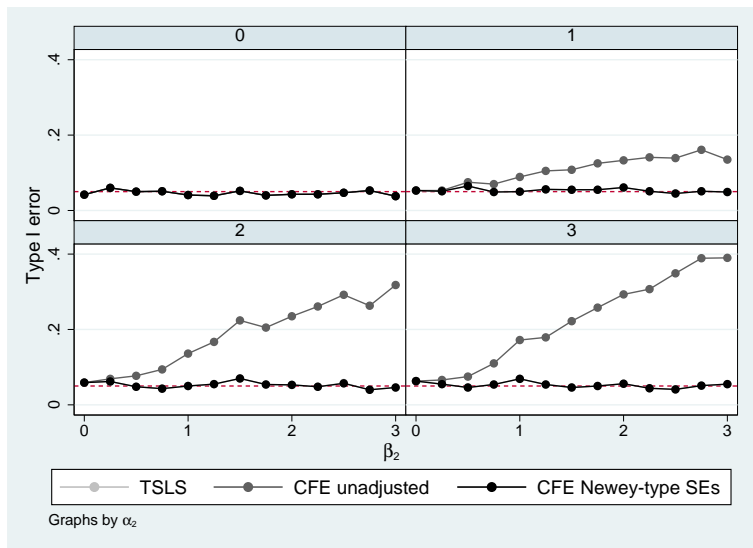 0 1
.4
.2
0
2 3
.4
.2
0
Type I error
0 1 2 3 0 1 2 3
β₂
TSLS CFE unadjusted CFE Newey-type SEs
Graphs by α₂